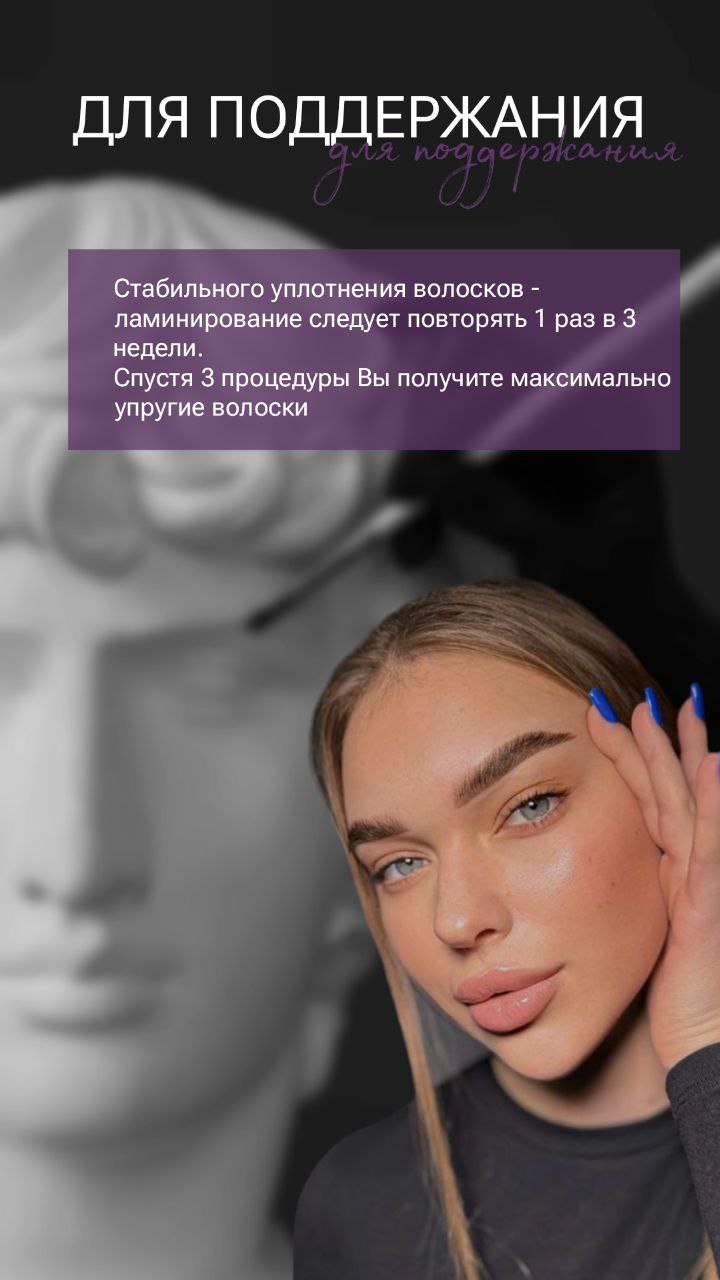 ДЛЯ ПОДДЕРЖАНИЯ
для поддержания
Стабильного уплотнения волосков -
ламинирование следует повторять 1 раз в 3
недели.
Спустя 3 процедуры Вы получите максимально
упругие волоски